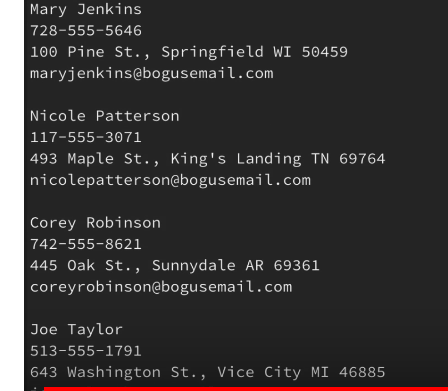 Mary Jenkins
728-555-5646
100 Pine St., Springfield WI 50459
maryjenkins@bogusemail.com
Nicole Patterson
117-555-3071
493 Maple St., King's Landing TN 69764
nicolepatterson@bogusemail.com
Corey Robinson
742-555-8621
445 Oak St., Sunnydale AR 69361
coreyrobinson@bogusemail.com
Joe Taylor
513-555-1791
643 Washington St., Vice City MI 46885